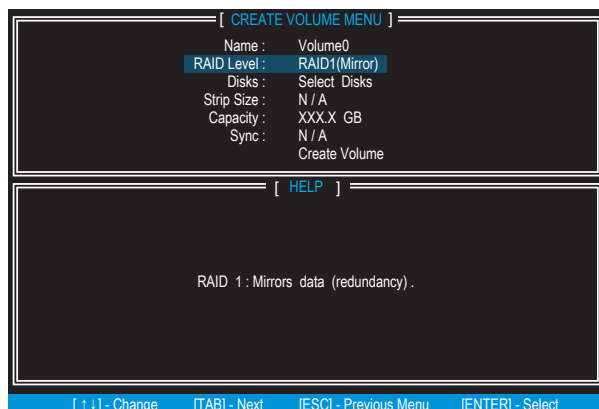 [ CREATE VOLUME MENU ]
Name : Volume0
RAID Level : RAID1(Mirror)
Disks : Select Disks
Strip Size : N / A
Capacity : XXX.X GB
Sync : N / A
Create Volume
[ HELP ]
RAID 1 : Mirrors data (redundancy) .
[ ↑↓] - Change [TAB] - Next [ESC] - Previous Menu [ENTER] - Select